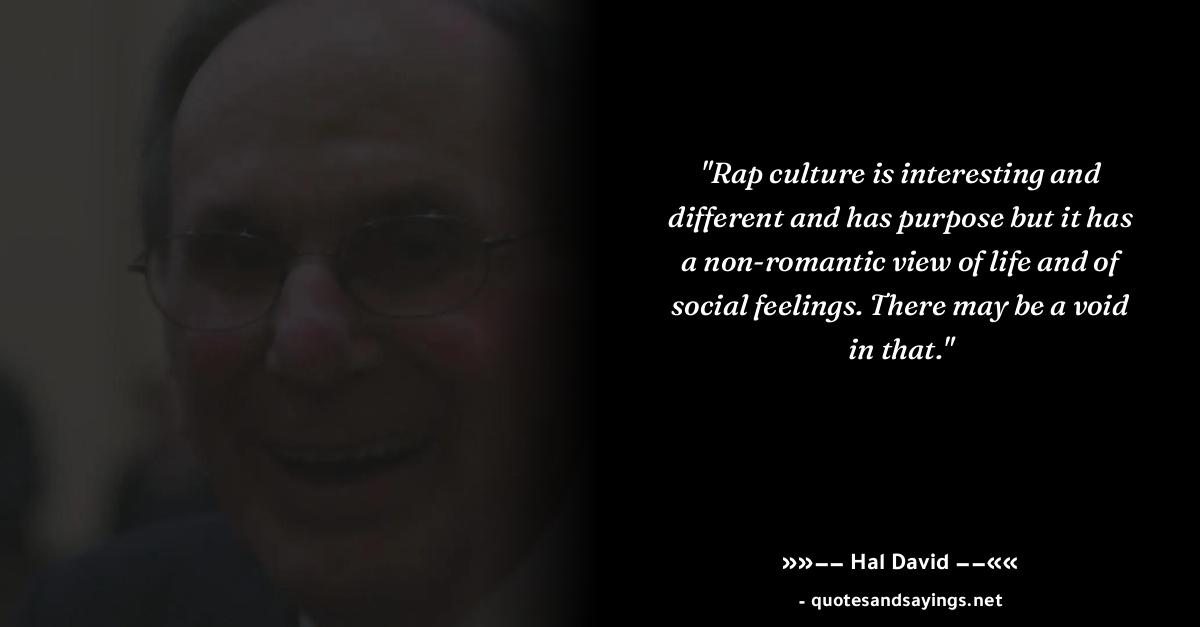 "Rap culture is interesting and
different and has purpose but it has
a non-romantic view of life and of
social feelings. There may be a void
in that."
»»−− Hal David −−««
- quotesandsayings.net